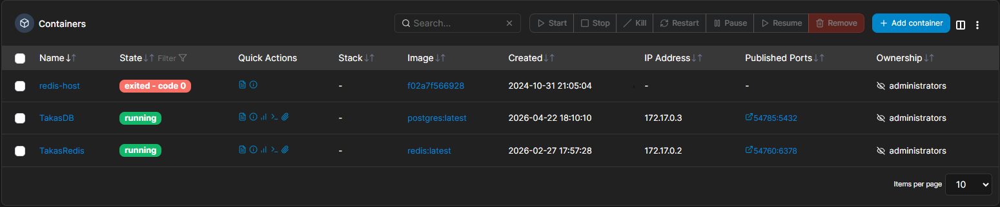 Containers Search... Start Stop Kill Restart Pause Resume Remove + Add container
Name State Filter Quick Actions Stack Image Created IP Address Published Ports Ownership
redis-host exited - code 0 - f02a7f566928 2024-10-31 21:05:04 - - administrators
TakasDB running - postgres:latest 2026-04-22 18:10:10 172.17.0.3 54785:5432 administrators
TakasRedis running - redis:latest 2026-02-27 17:57:28 172.17.0.2 54760:6378 administrators
Items per page 10